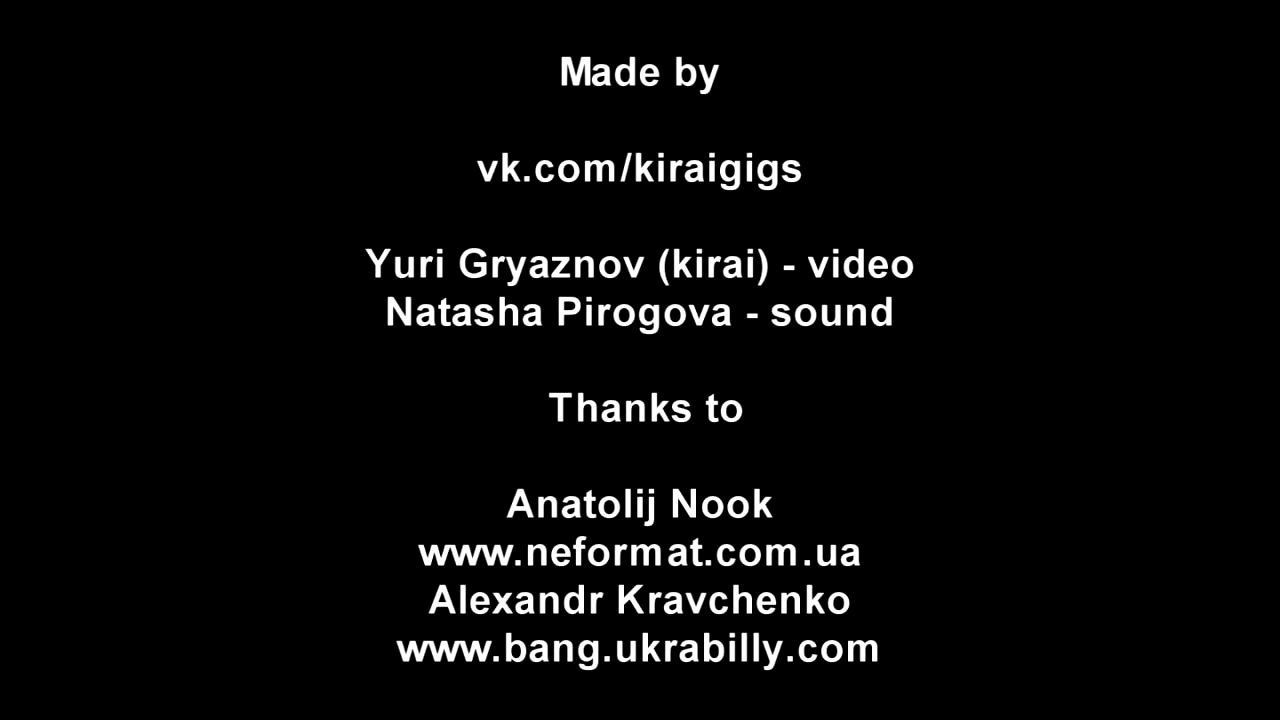 Made by
vk.com/kiraigigs
Yuri Gryaznov (kirai) - video
Natasha Pirogova - sound
Thanks to
Anatolij Nook
www.neformat.com.ua
Alexandr Kravchenko
www.bang.ukrabilly.com